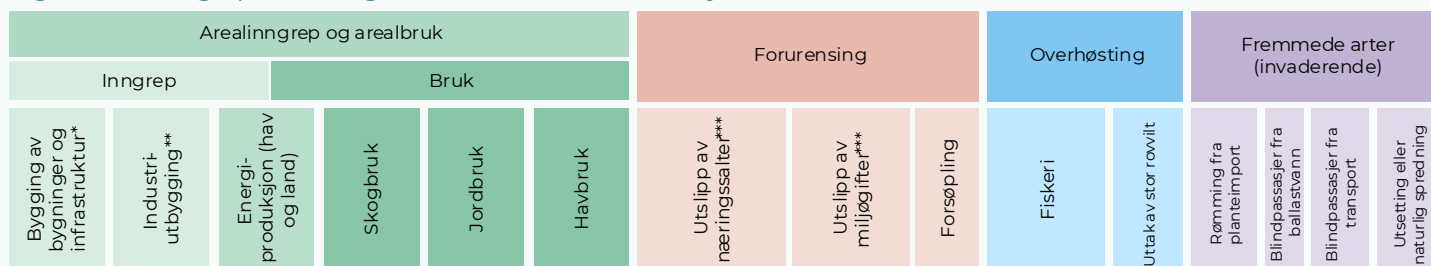 Arealinngrep og arealbruk
Inngrep
Bruk
Forurensing
Overhøsting
Fremmede arter
(invaderende)
Bygging av
bygninger og
infrastruktur*
Industri-
utbygging**
Energi-
produksjon (hav
og land)
Skogbruk
Jordbruk
Havbruk
Utslipp av
næringssalter***
Utslipp av
miljøgifter***
Forsøpling
Fiskeri
Uttak av stor rovvilt
Rømming fra
planteimport
Blindpassasjer fra
ballastvann
Blindpassasjer fra
transport
Utsetting eller
naturlig spredning